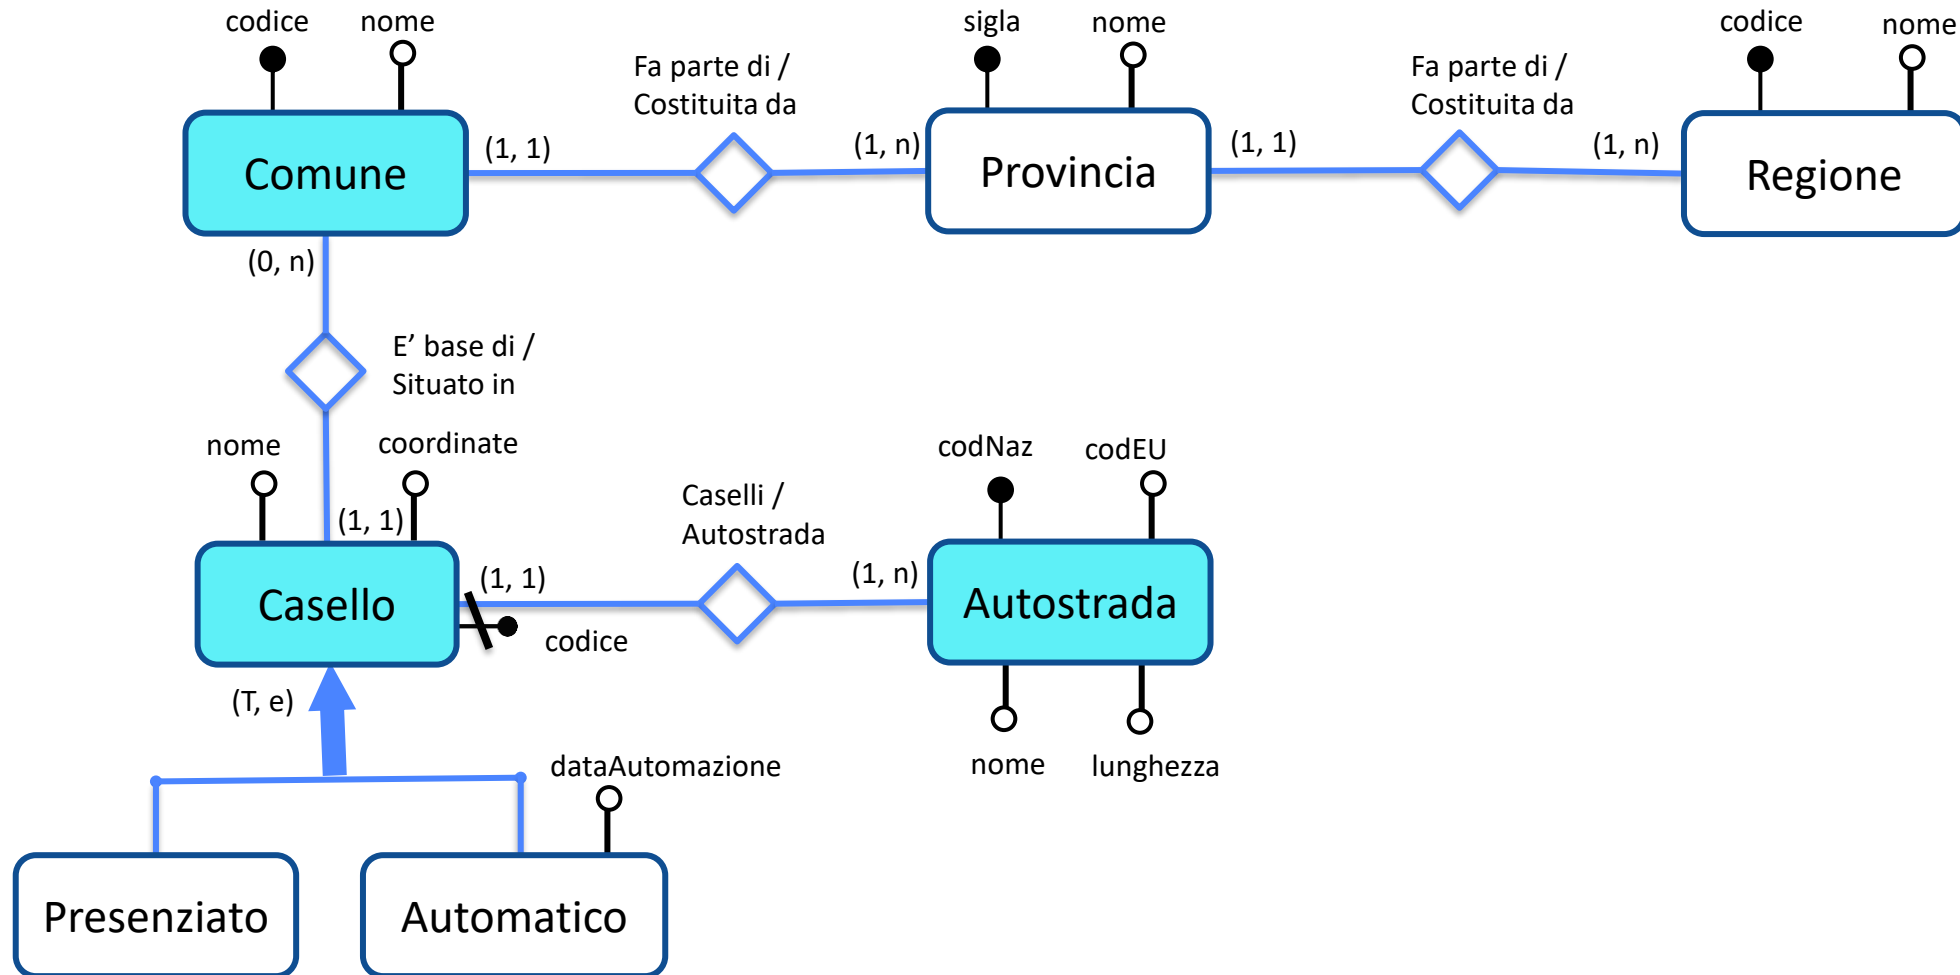 codice
nome
sigla
nome
codice
nome
Fa parte di /
Costituita da
Fa parte di /
Costituita da
Comune
(1, 1)
(1, n)
Provincia
(1, 1)
(1, n)
Regione
(0, n)
E’ base di /
Situato in
nome
coordinate
codNaz
codEU
Caselli /
Autostrada
(1, 1)
Casello
(1, 1)
(1, n)
Autostrada
codice
(T, e)
nome
lunghezza
dataAutomazione
Presenziato
Automatico